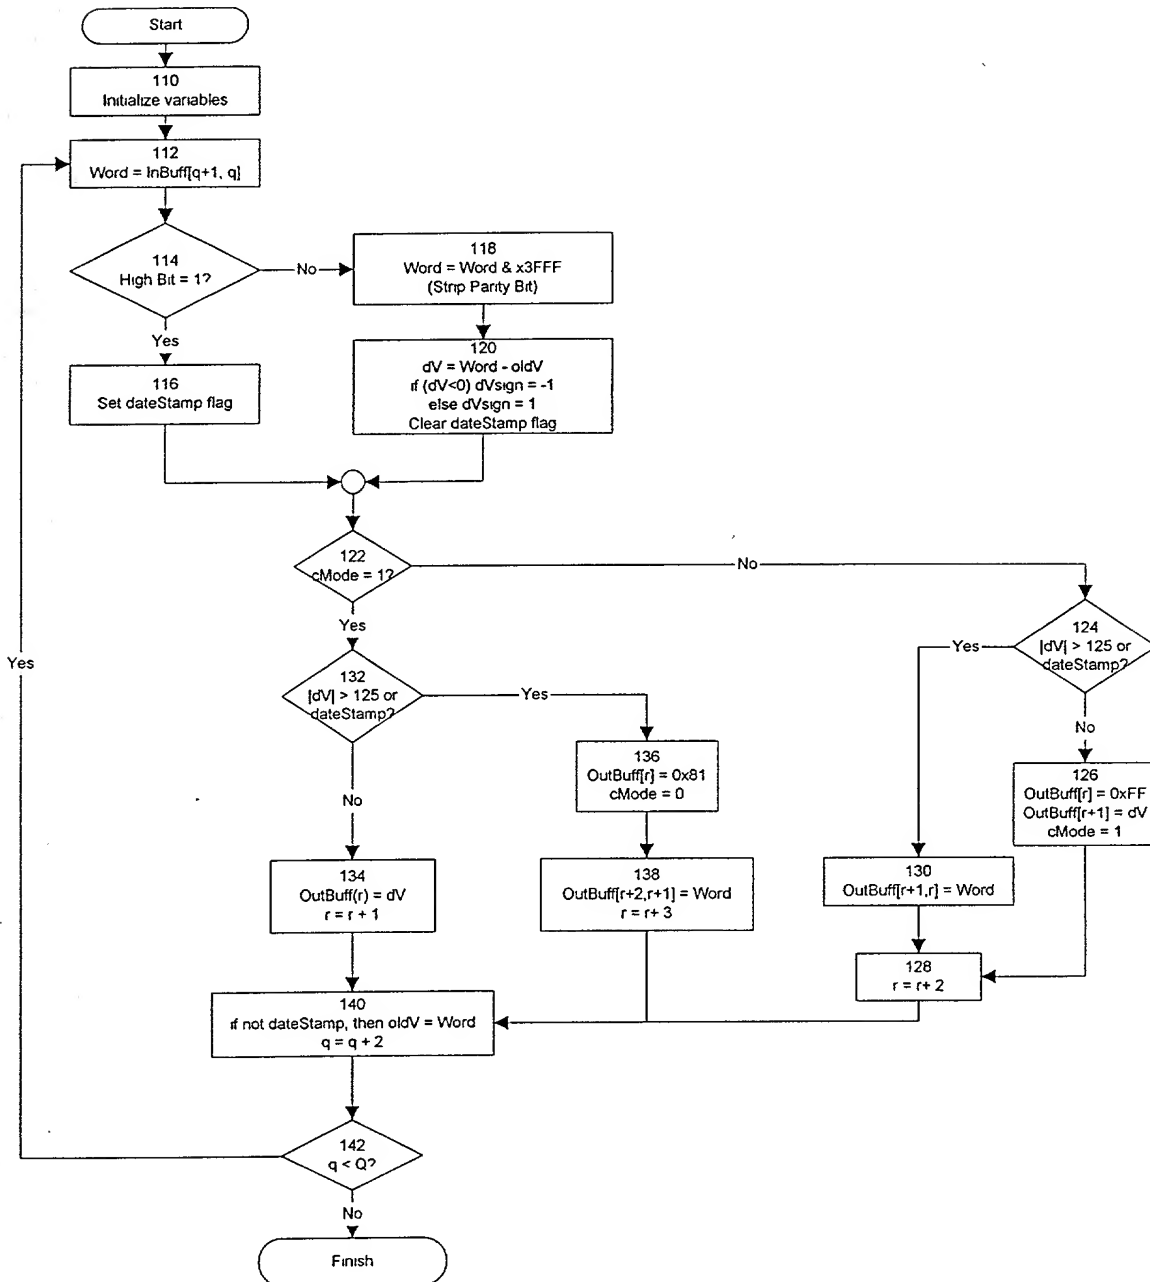 Start
110
Initialize variables
112
Word = InBuff[q+1, q]
114
High Bit = 1?
No
118
Word = Word & x3FFF
(Strip Parity Bit)
Yes
116
Set dateStamp flag
120
dV = Word - oldV
if (dV<0) dVsign = -1
else dVsign = 1
Clear dateStamp flag
122
cMode = 1?
No
Yes
124
|dV| > 125 or
dateStamp?
Yes
No
132
|dV| > 125 or
dateStamp?
Yes
No
136
OutBuff[r] = 0x81
cMode = 0
126
OutBuff[r] = 0xFF
OutBuff[r+1] = dV
cMode = 1
134
OutBuff(r) = dV
r = r + 1
138
OutBuff[r+2,r+1] = Word
r = r+ 3
130
OutBuff[r+1,r] = Word
128
r = r+ 2
140
if not dateStamp, then oldV = Word
q = q + 2
142
q < Q?
Yes
No
Finish